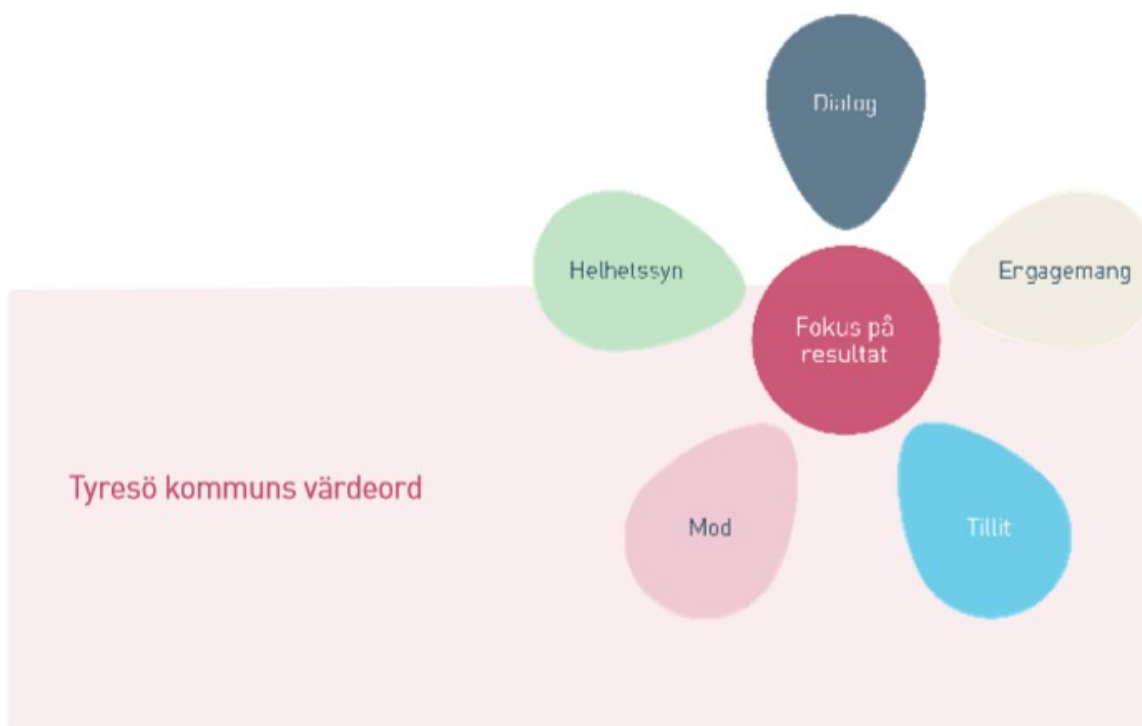 Dialog
Helhetssyn
Engagemang
Fokus på
resultat
Tyresö kommuns värdeord
Mod
Tillit